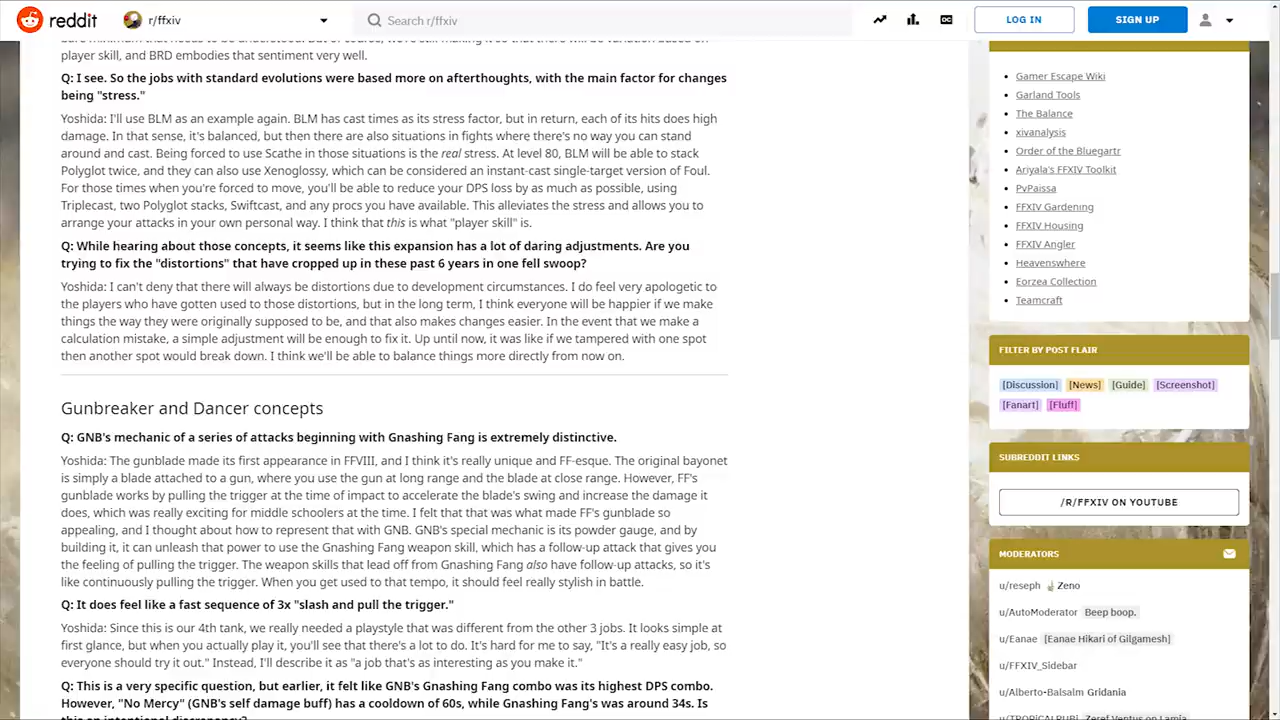 reddit
r/ffxiv
Search r/ffxiv
LOG IN
SIGN UP
player skill, and BRD embodies that sentiment very well.
Q: I see. So the jobs with standard evolutions were based more on afterthoughts, with the main factor for changes
being "stress."
Yoshida: I'll use BLM as an example again. BLM has cast times as its stress factor, but in return, each of its hits does high
damage. In that sense, it's balanced, but then there are also situations in fights where there's no way you can stand
around and cast. Being forced to use Scathe in those situations is the real stress. At level 80, BLM will be able to stack
Polyglot twice, and they can also use Xenoglossy, which can be considered an instant-cast single-target version of Foul.
For those times when you're forced to move, you'll be able to reduce your DPS loss by as much as possible, using
Triplecast, two Polyglot stacks, Swiftcast, and any procs you have available. This alleviates the stress and allows you to
arrange your attacks in your own personal way. I think that this is what "player skill" is.
Q: While hearing about those concepts, it seems like this expansion has a lot of daring adjustments. Are you
trying to fix the "distortions" that have cropped up in these past 6 years in one fell swoop?
Yoshida: I can't deny that there will always be distortions due to development circumstances. I do feel very apologetic to
the players who have gotten used to those distortions, but in the long term, I think everyone will be happier if we make
things the way they were originally supposed to be, and that also makes changes easier. In the event that we make a
calculation mistake, a simple adjustment will be enough to fix it. Up until now, it was like if we tampered with one spot
then another spot would break down. I think we'll be able to balance things more directly from now on.
Gunbreaker and Dancer concepts
Q: GNB's mechanic of a series of attacks beginning with Gnashing Fang is extremely distinctive.
Yoshida: The gunblade made its first appearance in FFVIII, and I think it's really unique and FF-esque. The original bayonet
is simply a blade attached to a gun, where you use the gun at long range and the blade at close range. However, FF's
gunblade works by pulling the trigger at the time of impact to accelerate the blade's swing and increase the damage it
does, which was really exciting for middle schoolers at the time. I felt that that was what made FF's gunblade so
appealing, and I thought about how to represent that with GNB. GNB's special mechanic is its powder gauge, and by
building it, it can unleash that power to use the Gnashing Fang weapon skill, which has a follow-up attack that gives you
the feeling of pulling the trigger. The weapon skills that lead off from Gnashing Fang also have follow-up attacks, so it's
like continuously pulling the trigger. When you get used to that tempo, it should feel really stylish in battle.
Q: It does feel like a fast sequence of 3x "slash and pull the trigger."
Yoshida: Since this is our 4th tank, we really needed a playstyle that was different from the other 3 jobs. It looks simple at
first glance, but when you actually play it, you'll see that there's a lot to do. It's hard for me to say, "It's a really easy job, so
everyone should try it out." Instead, I'll describe it as "a job that's as interesting as you make it."
Q: This is a very specific question, but earlier, it felt like GNB's Gnashing Fang combo was its highest DPS combo.
However, "No Mercy" (GNB's self damage buff) has a cooldown of 60s, while Gnashing Fang's was around 34s. Is
this an intentional discrepancy?
Gamer Escape Wiki
Garland Tools
The Balance
xivanalysis
Order of the Bluegartr
Ariyala's FFXIV Toolkit
PvPaissa
FFXIV Gardening
FFXIV Housing
FFXIV Angler
Heavenswhere
Eorzea Collection
Teamcraft
FILTER BY POST FLAIR
[Discussion] [News] [Guide] [Screenshot]
[Fanart] [Fluff]
SUBREDDIT LINKS
/R/FFXIV ON YOUTUBE
MODERATORS
u/reseph Zeno
u/AutoModerator Beep boop.
u/Eanae [Eanae Hikari of Gilgamesh]
u/FFXIV_Sidebar
u/Alberto-Balsalm Gridania
u/TROPiCALRUBi Zeref Ventus on Lamia